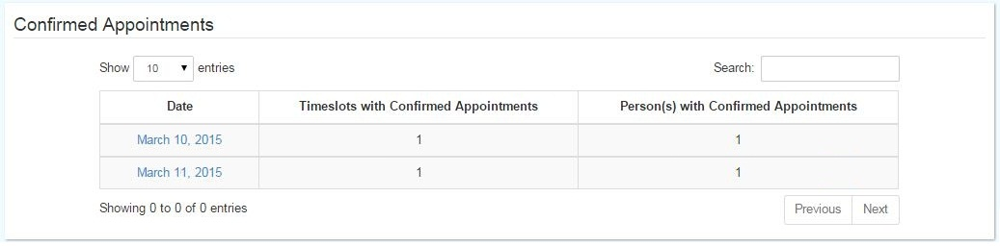 Confirmed Appointments
Show 10 entries Search:
Date Timeslots with Confirmed Appointments Person(s) with Confirmed Appointments
March 10, 2015 1 1
March 11, 2015 1 1
Showing 0 to 0 of 0 entries Previous Next